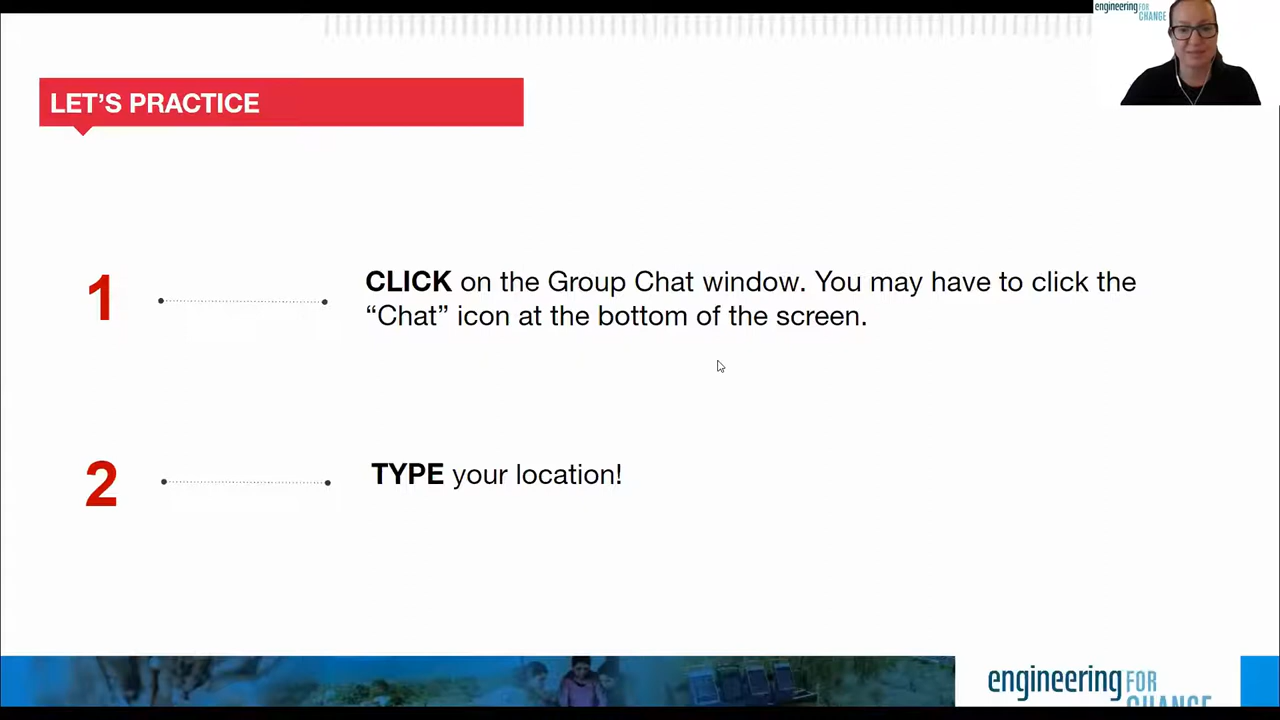 engineering FOR
CHANGE
LET'S PRACTICE
1
CLICK on the Group Chat window. You may have to click the
“Chat” icon at the bottom of the screen.
2
TYPE your location!
engineering FOR
CHANGE